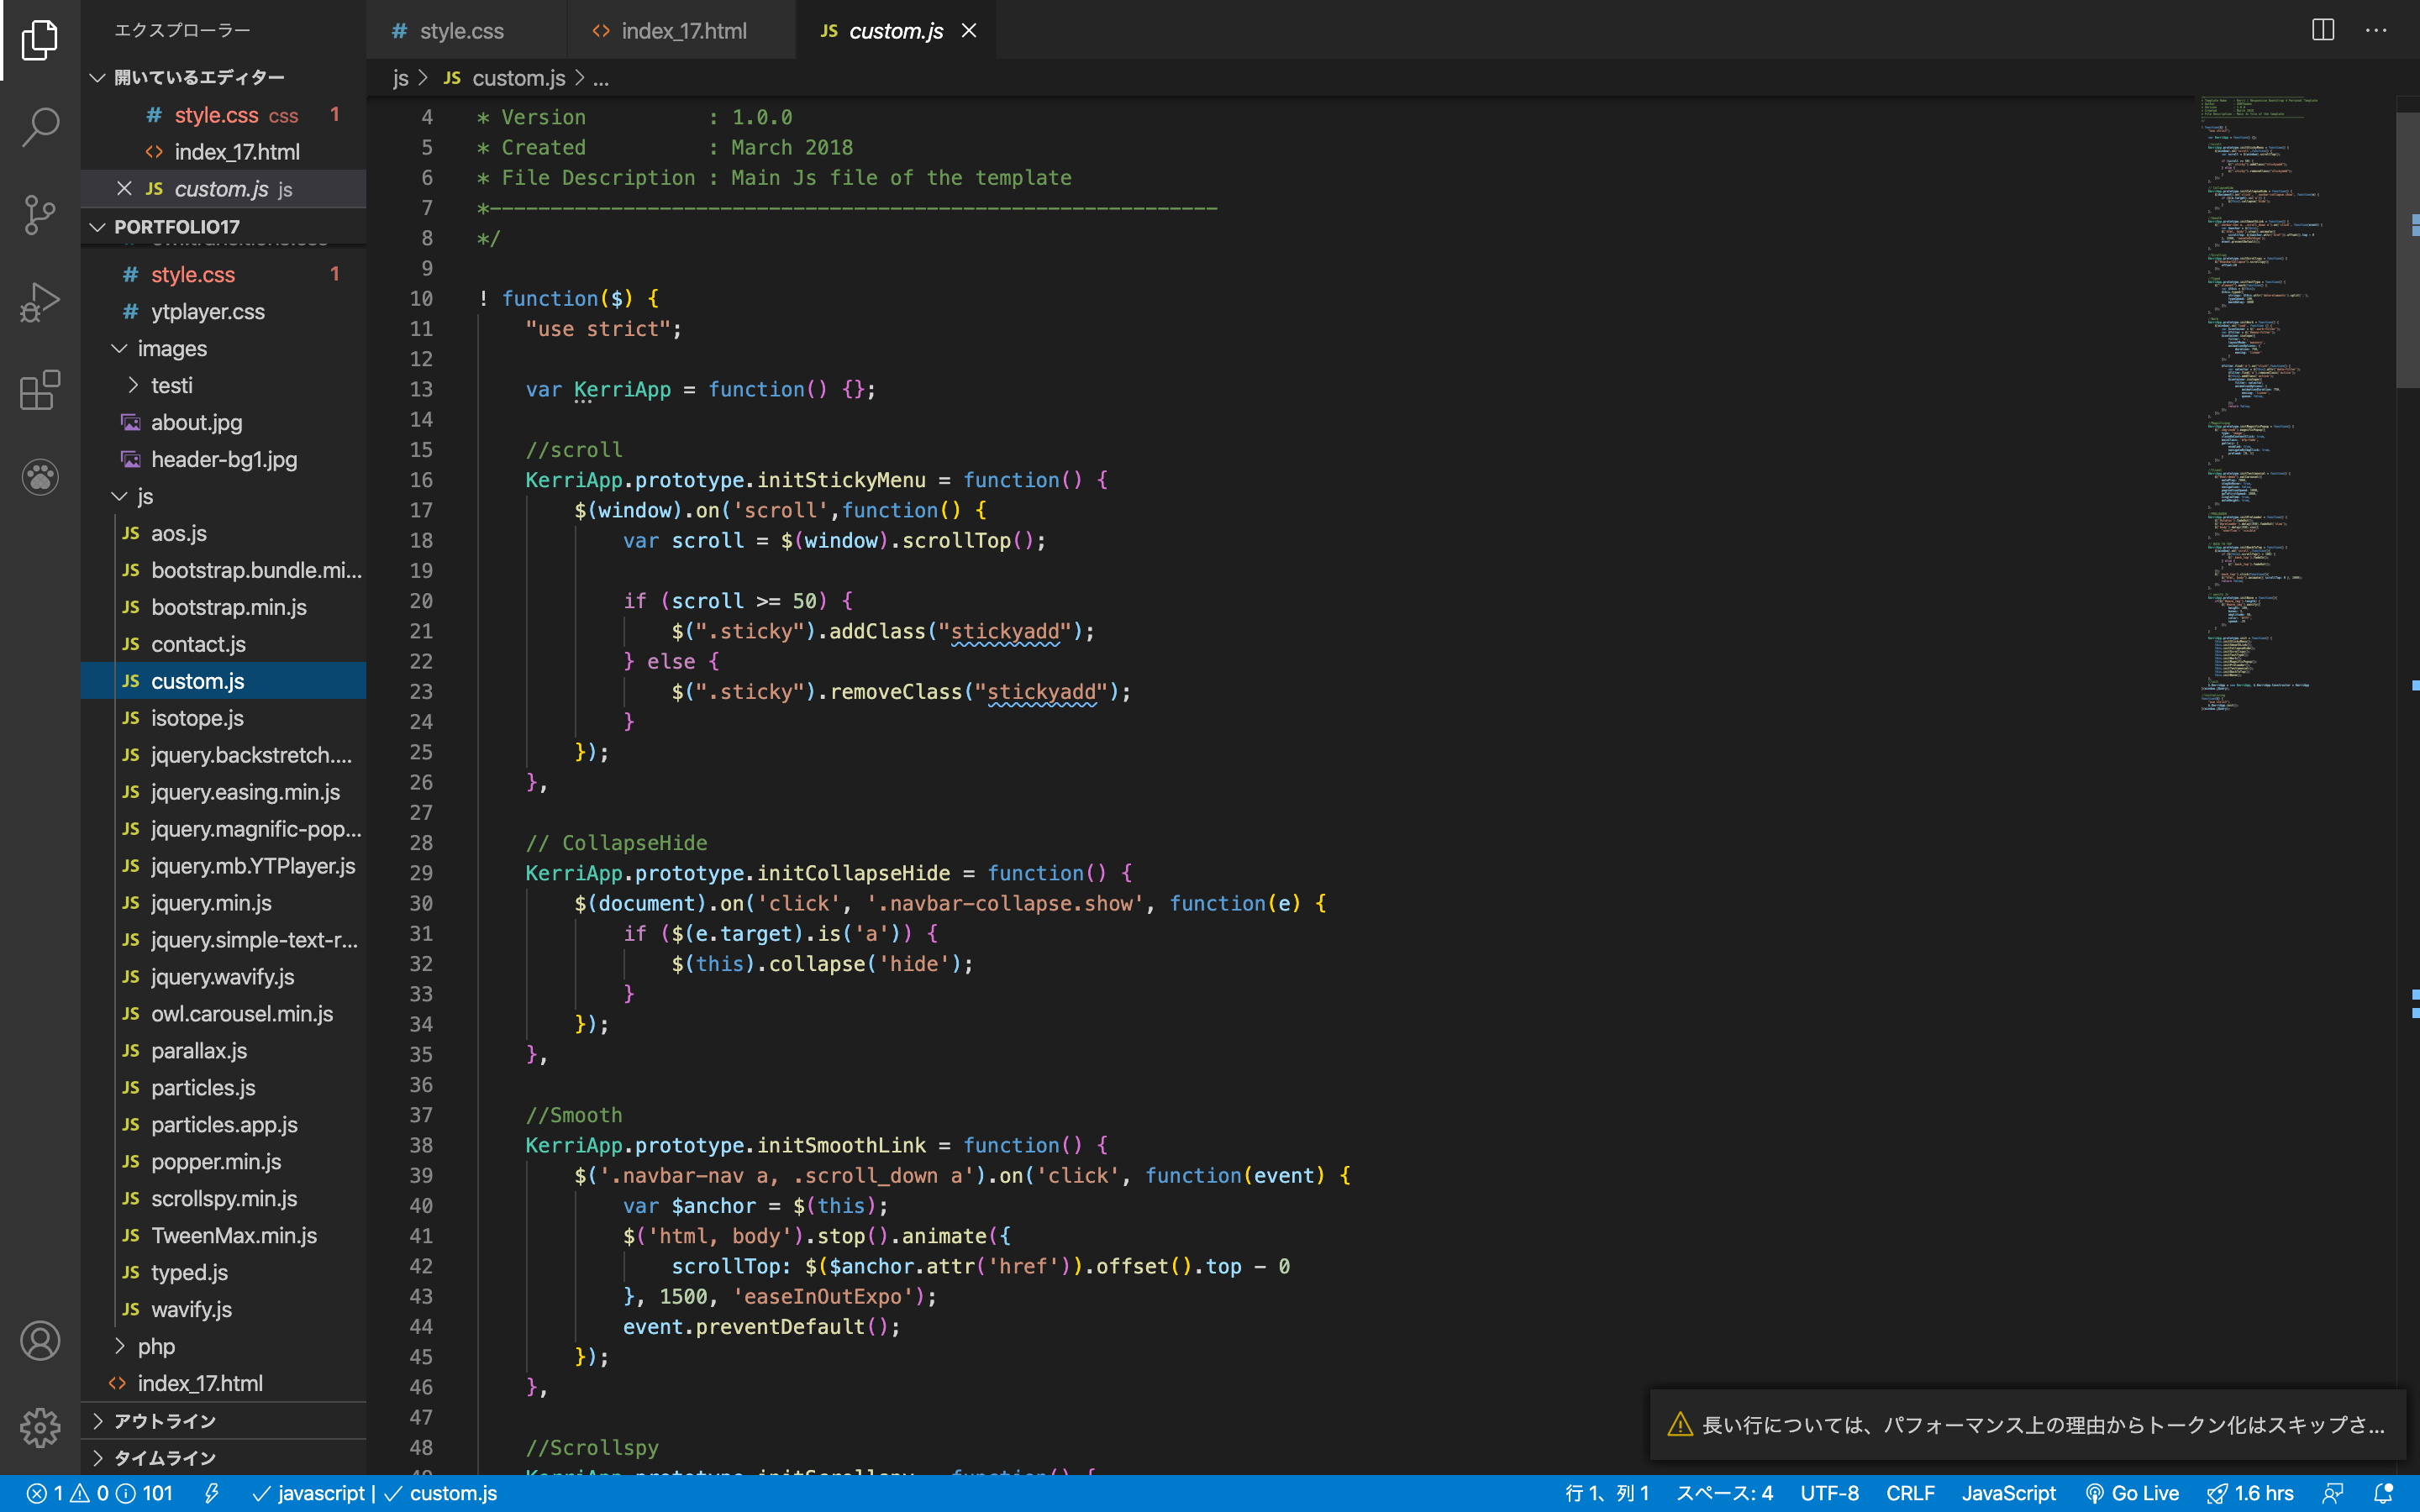 エクスプローラー
開いているエディター
# style.css css 1
<> index_17.html
× JS custom.js js
PORTFOLIO17
# style.css 1
# ytplayer.css
images
testi
about.jpg
header-bg1.jpg
js
JS aos.js
JS bootstrap.bundle.mi...
JS bootstrap.min.js
JS contact.js
JS custom.js
JS isotope.js
JS jquery.backstretch....
JS jquery.easing.min.js
JS jquery.magnific-pop...
JS jquery.mb.YTPlayer.js
JS jquery.min.js
JS jquery.simple-text-r...
JS jquery.wavify.js
JS owl.carousel.min.js
JS parallax.js
JS particles.js
JS particles.app.js
JS popper.min.js
JS scrollspy.min.js
JS TweenMax.min.js
JS typed.js
JS wavify.js
php
<> index_17.html
アウトライン
タイムライン
# style.css <> index_17.html JS custom.js ×
js > JS custom.js > ...
4 * Version : 1.0.0
5 * Created : March 2018
6 * File Description : Main Js file of the template
7 *------------------------------------------------------------
8 */
9
10 ! function($) {
11 "use strict";
12
13 var KerriApp = function() {};
14
15 //scroll
16 KerriApp.prototype.initStickyMenu = function() {
17 $(window).on('scroll',function() {
18 var scroll = $(window).scrollTop();
19
20 if (scroll >= 50) {
21 $(".sticky").addClass("stickyadd");
22 } else {
23 $(".sticky").removeClass("stickyadd");
24 }
25 });
26 },
27
28 // CollapseHide
29 KerriApp.prototype.initCollapseHide = function() {
30 $(document).on('click', '.navbar-collapse.show', function(e) {
31 if ($(e.target).is('a')) {
32 $(this).collapse('hide');
33 }
34 });
35 },
36
37 //Smooth
38 KerriApp.prototype.initSmoothLink = function() {
39 $('.navbar-nav a, .scroll_down a').on('click', function(event) {
40 var $anchor = $(this);
41 $('html, body').stop().animate({
42 scrollTop: $($anchor.attr('href')).offset().top - 0
43 }, 1500, 'easeInOutExpo');
44 event.preventDefault();
45 });
46 },
47
48 //Scrollspy
長い行については、パフォーマンス上の理由からトークン化はスキップさ...
1 0 101 javascript | custom.js 行 1、列 1 スペース: 4 UTF-8 CRLF JavaScript Go Live 1.6 hrs